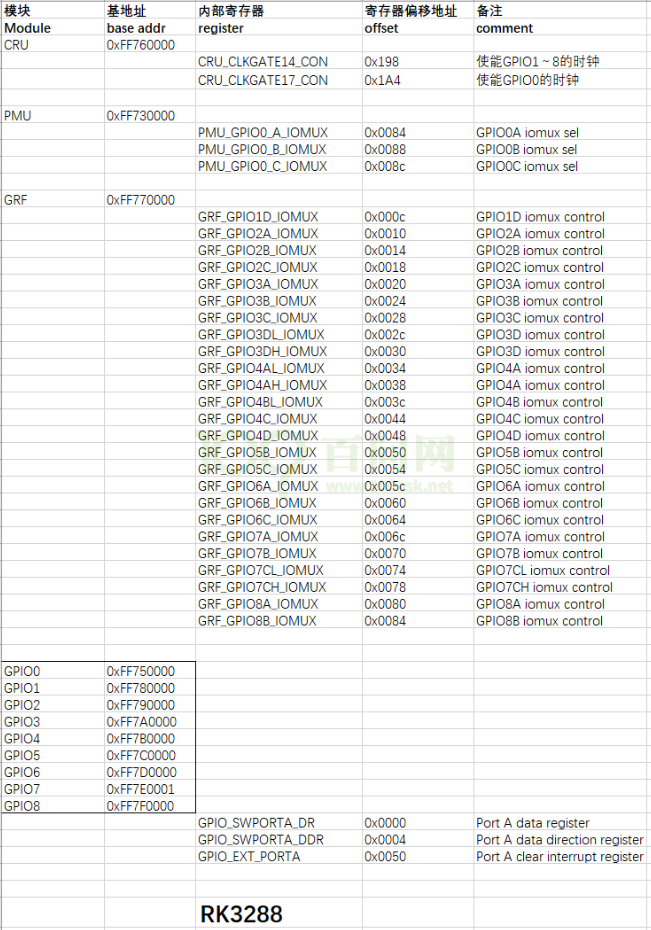 模块 基地址 内部寄存器 寄存器偏移地址 备注
Module base addr register offset comment
CRU 0xFF760000
CRU_CLKGATE14_CON 0x198 使能GPIO1～8的时钟
CRU_CLKGATE17_CON 0x1A4 使能GPIO0的时钟
PMU 0xFF730000
PMU_GPIO0_A_IOMUX 0x0084 GPIO0A iomux sel
PMU_GPIO0_B_IOMUX 0x0088 GPIO0B iomux sel
PMU_GPIO0_C_IOMUX 0x008c GPIO0C iomux sel
GRF 0xFF770000
GRF_GPIO1D_IOMUX 0x000c GPIO1D iomux control
GRF_GPIO2A_IOMUX 0x0010 GPIO2A iomux control
GRF_GPIO2B_IOMUX 0x0014 GPIO2B iomux control
GRF_GPIO2C_IOMUX 0x0018 GPIO2C iomux control
GRF_GPIO3A_IOMUX 0x0020 GPIO3A iomux control
GRF_GPIO3B_IOMUX 0x0024 GPIO3B iomux control
GRF_GPIO3C_IOMUX 0x0028 GPIO3C iomux control
GRF_GPIO3DL_IOMUX 0x002c GPIO3D iomux control
GRF_GPIO3DH_IOMUX 0x0030 GPIO3D iomux control
GRF_GPIO4AL_IOMUX 0x0034 GPIO4A iomux control
GRF_GPIO4AH_IOMUX 0x0038 GPIO4A iomux control
GRF_GPIO4BL_IOMUX 0x003c GPIO4B iomux control
GRF_GPIO4C_IOMUX 0x0044 GPIO4C iomux control
GRF_GPIO4D_IOMUX 0x0048 GPIO4D iomux control
GRF_GPIO5B_IOMUX 0x0050 GPIO5B iomux control
GRF_GPIO5C_IOMUX 0x0054 GPIO5C iomux control
GRF_GPIO6A_IOMUX 0x005c GPIO6A iomux control
GRF_GPIO6B_IOMUX 0x0060 GPIO6B iomux control
GRF_GPIO6C_IOMUX 0x0064 GPIO6C iomux control
GRF_GPIO7A_IOMUX 0x006c GPIO7A iomux control
GRF_GPIO7B_IOMUX 0x0070 GPIO7B iomux control
GRF_GPIO7CL_IOMUX 0x0074 GPIO7CL iomux control
GRF_GPIO7CH_IOMUX 0x0078 GPIO7CH iomux control
GRF_GPIO8A_IOMUX 0x0080 GPIO8A iomux control
GRF_GPIO8B_IOMUX 0x0084 GPIO8B iomux control
GPIO0 0xFF750000
GPIO1 0xFF780000
GPIO2 0xFF790000
GPIO3 0xFF7A0000
GPIO4 0xFF7B0000
GPIO5 0xFF7C0000
GPIO6 0xFF7D0000
GPIO7 0xFF7E0001
GPIO8 0xFF7F0000
GPIO_SWPORTA_DR 0x0000 Port A data register
GPIO_SWPORTA_DDR 0x0004 Port A data direction register
GPIO_EXT_PORTA 0x0050 Port A clear interrupt register
RK3288